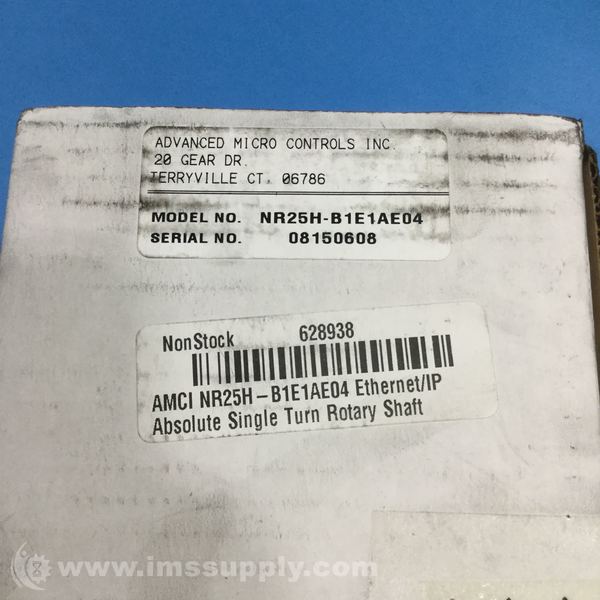 ADVANCED MICRO CONTROLS INC.
20 GEAR DR.
TERRYVILLE CT. 06786
MODEL NO. NR25H-B1E1AE04
SERIAL NO. 08150608
NonStock 628938
AMCI NR25H-B1E1AE04 Ethernet/IP
Absolute Single Turn Rotary Shaft
www.imssupply.com